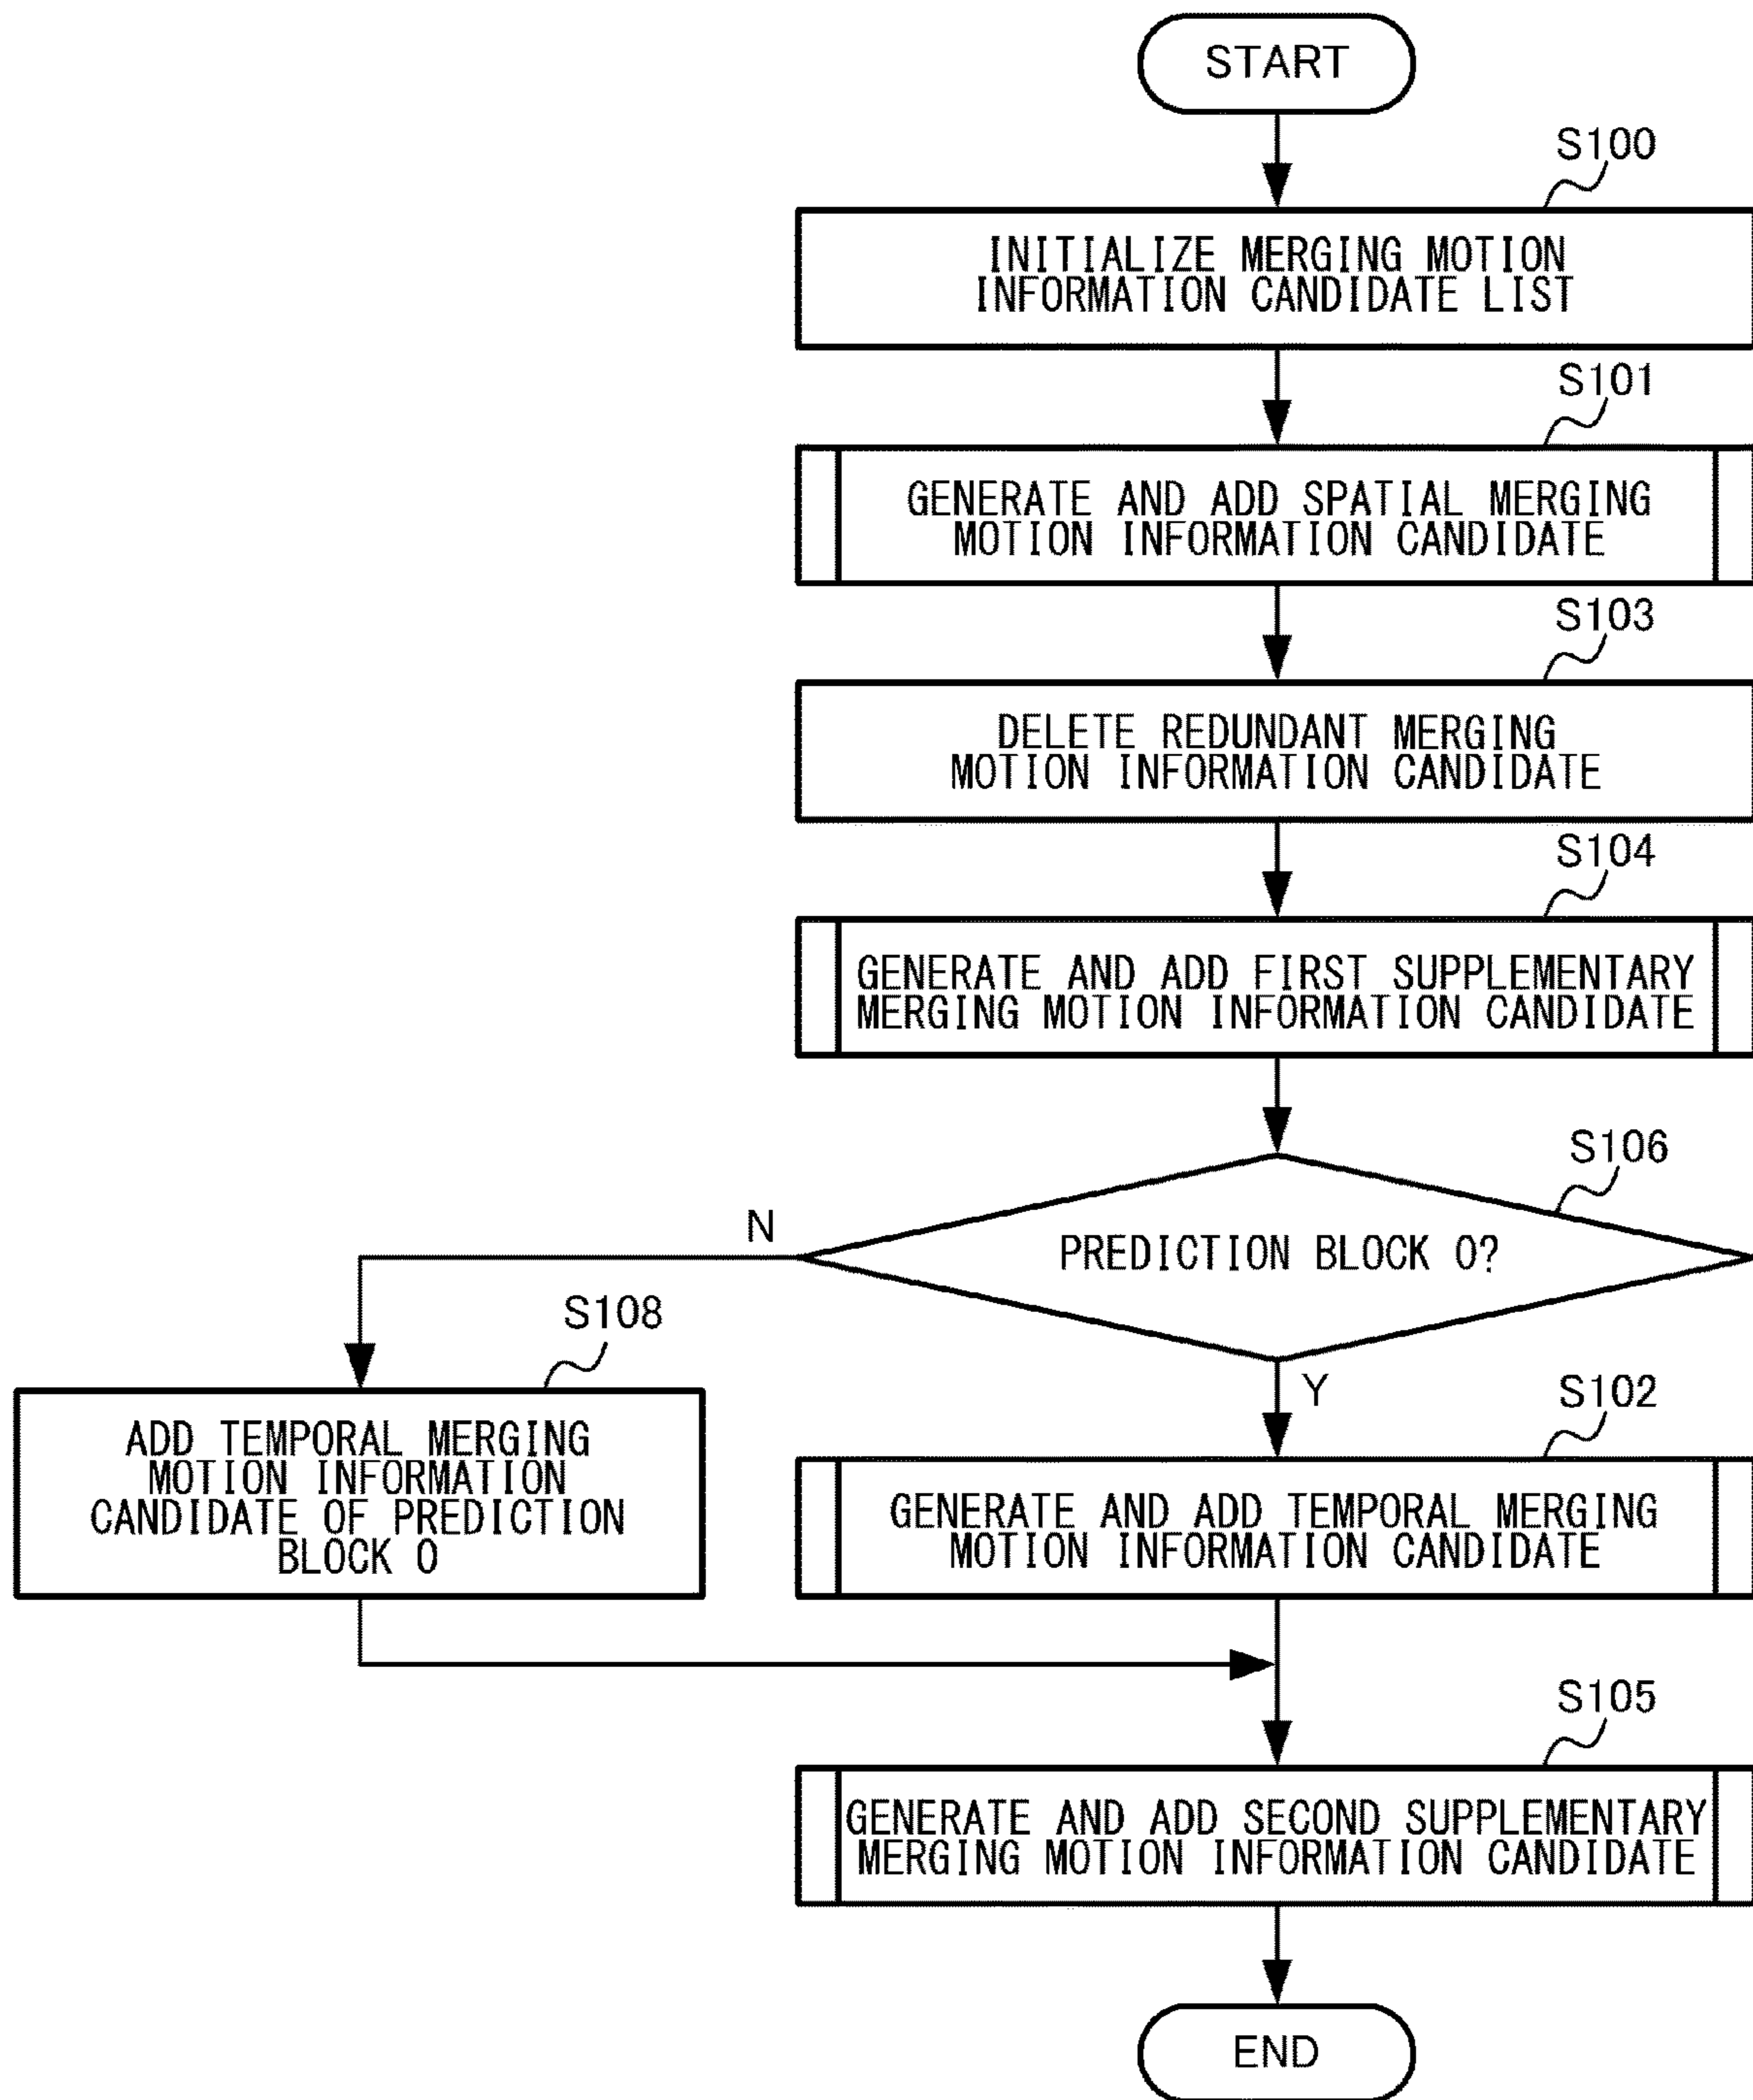 START
S100
INITIALIZE MERGING MOTION
INFORMATION CANDIDATE LIST
S101
GENERATE AND ADD SPATIAL MERGING
MOTION INFORMATION CANDIDATE
S103
DELETE REDUNDANT MERGING
MOTION INFORMATION CANDIDATE
S104
GENERATE AND ADD FIRST SUPPLEMENTARY
MERGING MOTION INFORMATION CANDIDATE
S106
N
PREDICTION BLOCK 0?
S108
Y
S102
ADD TEMPORAL MERGING
MOTION INFORMATION
CANDIDATE OF PREDICTION
BLOCK 0
GENERATE AND ADD TEMPORAL MERGING
MOTION INFORMATION CANDIDATE
S105
GENERATE AND ADD SECOND SUPPLEMENTARY
MERGING MOTION INFORMATION CANDIDATE
END